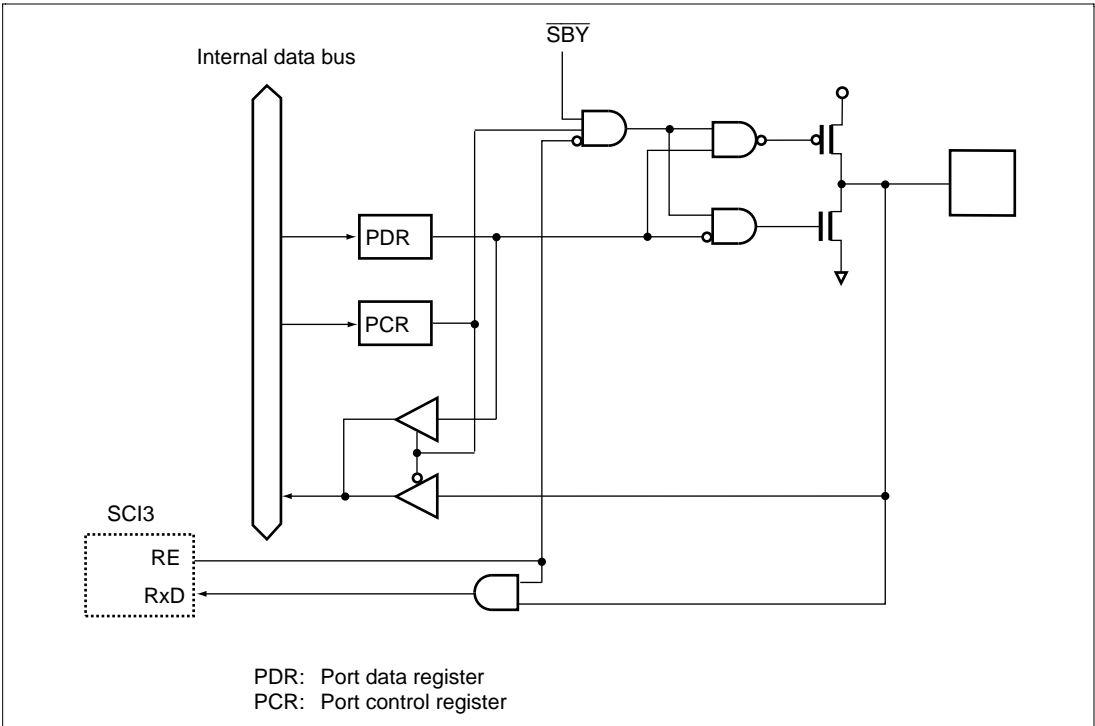 SBY
Internal data bus
PDR
PCR
SCI3
RE
RxD
PDR: Port data register
PCR: Port control register